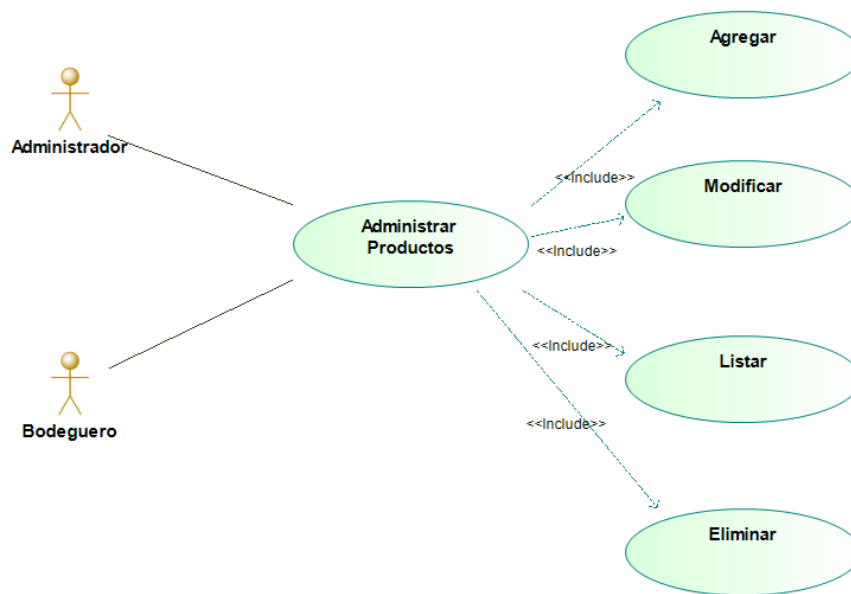 Agregar
Administrador
<<Include>>
Modificar
Administrar
Productos
<<Include>>
<<Include>>
Listar
<<Include>>
Bodeguero
Eliminar